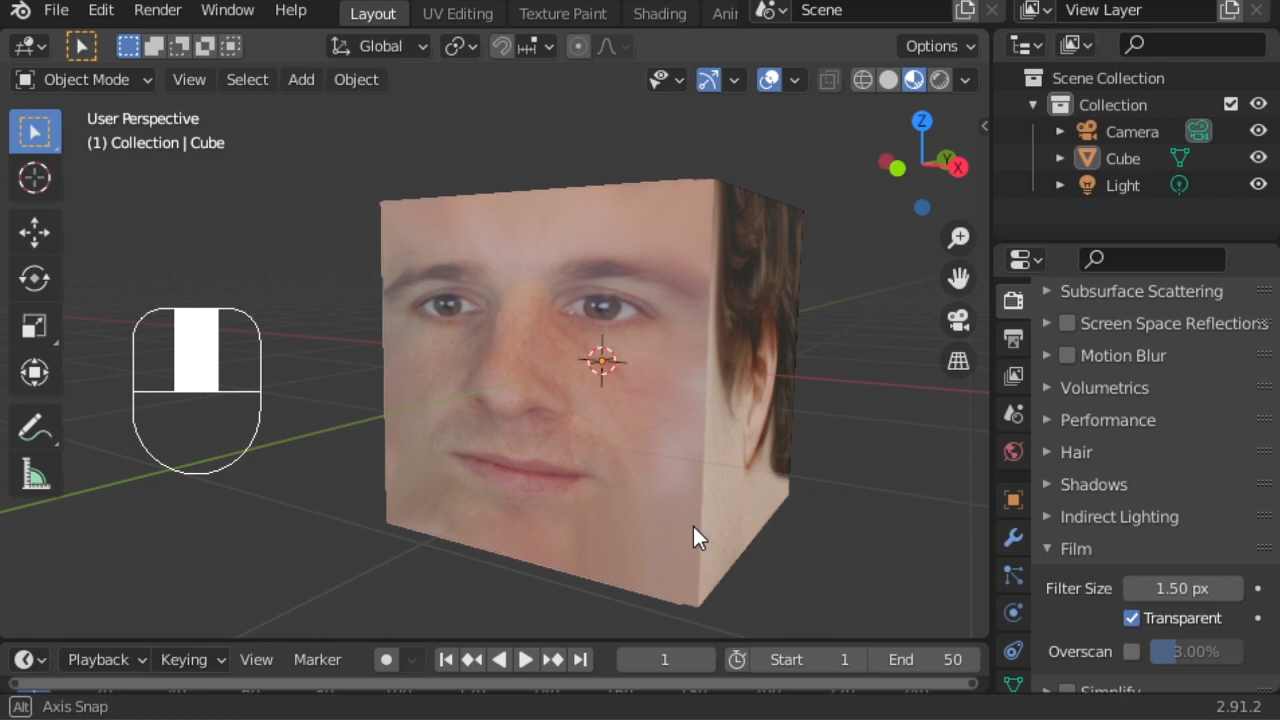 File Edit Render Window Help Layout UV Editing Texture Paint Shading Ani Scene View Layer
Global Options
Object Mode View Select Add Object
User Perspective
(1) Collection | Cube
Z
Y
X
Scene Collection
Collection
Camera
Cube
Light
Subsurface Scattering
Screen Space Reflections
Motion Blur
Volumetrics
Performance
Hair
Shadows
Indirect Lighting
Film
Filter Size 1.50 px
Transparent
Overscan 3.00%
Playback Keying View Marker 1 Start 1 End 50
Alt Axis Snap 2.91.2